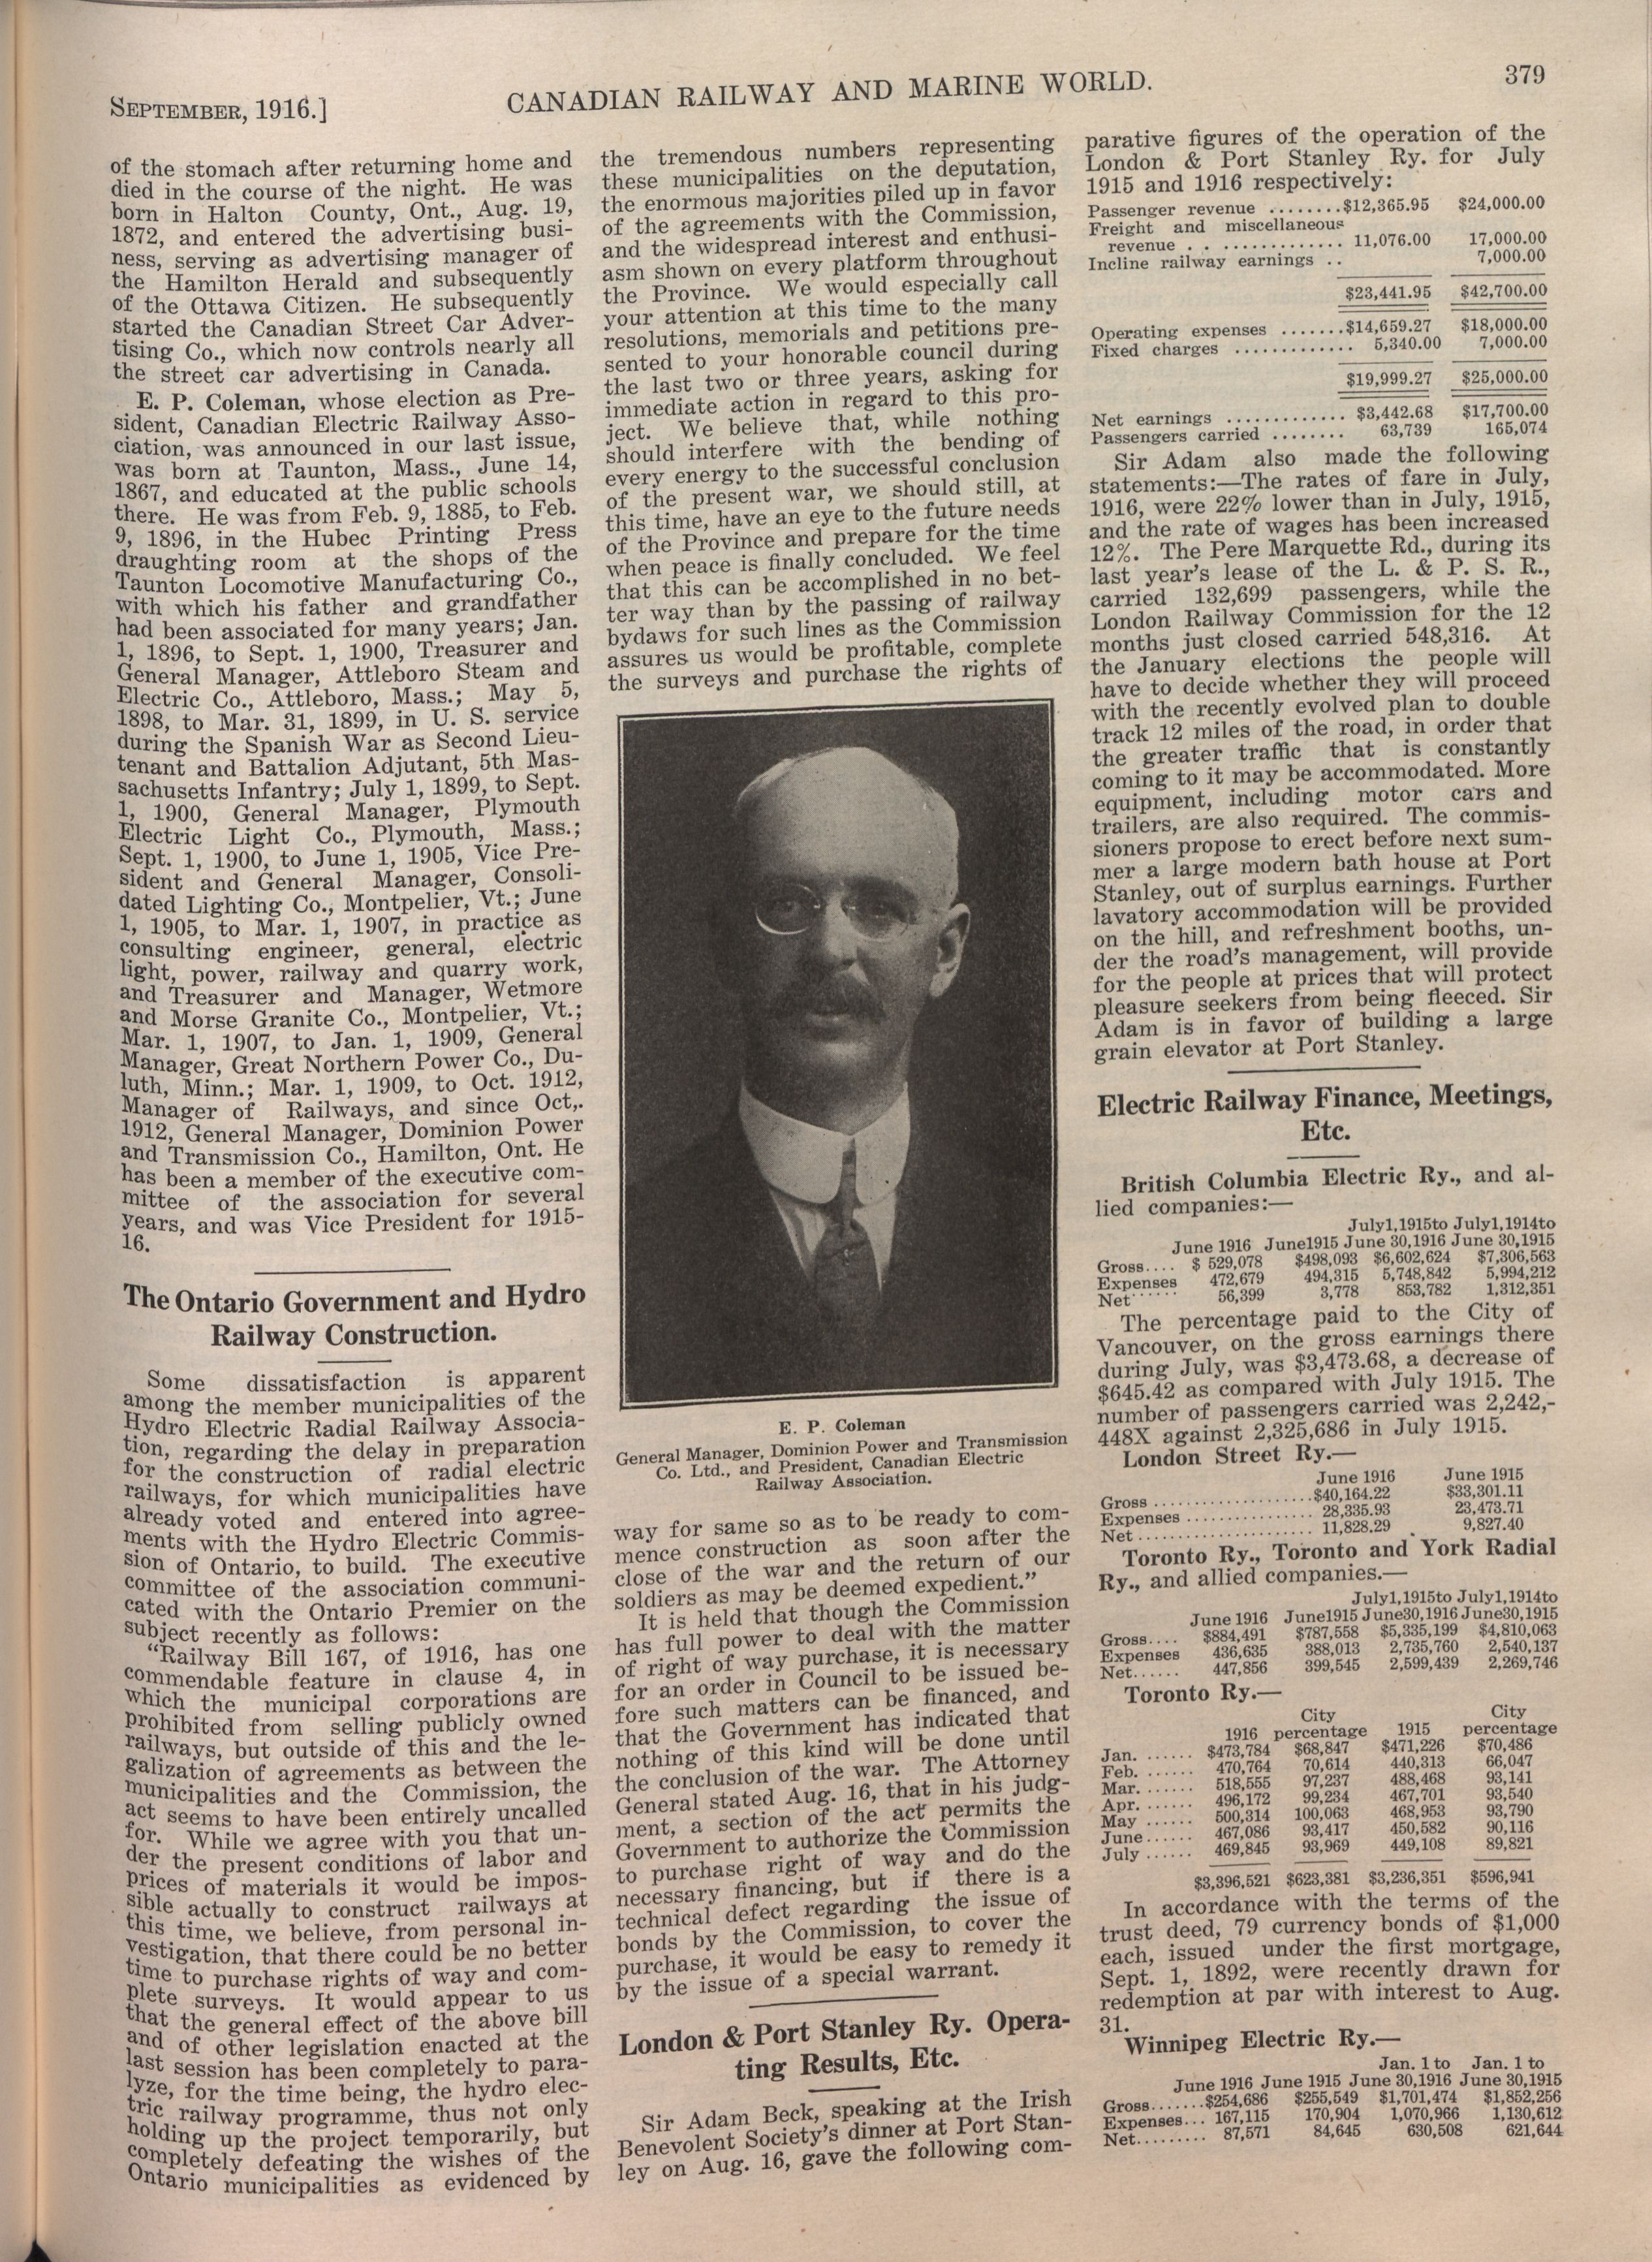 SEPTEMBER, 1916.]
CANADIAN RAILWAY AND MARINE WORLD.
379
of the stomach after returning home and
died in the course of the night. He was
born in Halton County, Ont., Aug. 19,
1872, and entered the advertising busi-
ness, serving as advertising manager of
the Hamilton Herald and subsequently
of the Ottawa Citizen. He subsequently
started the Canadian Street Car Adver-
tising Co., which now controls nearly all
the street car advertising in Canada.
E. P. Coleman, whose election as Pre-
sident, Canadian Electric Railway Asso-
ciation, was announced in our last issue,
was born at Taunton, Mass., June 14,
1867, and educated at the public schools
there. He was from Feb. 9, 1885, to Feb.
9, 1896, in the Hubec Printing Press
draughting room at the shops of the
Taunton Locomotive Manufacturing Co.,
with which his father and grandfather
had been associated for many years; Jan.
1, 1896, to Sept. 1, 1900, Treasurer and
General Manager, Attleboro Steam and
Electric Co., Attleboro, Mass.; May 5,
1898, to Mar. 31, 1899, in U. S. service
during the Spanish War as Second Lieu-
tenant and Battalion Adjutant, 5th Mas-
sachusetts Infantry; July 1, 1899, to Sept.
1, 1900, General Manager, Plymouth
Electric Light Co., Plymouth, Mass.;
Sept. 1, 1900, to June 1, 1905, Vice Pre-
sident and General Manager, Consoli-
dated Lighting Co., Montpelier, Vt.; June
1, 1905, to Mar. 1, 1907, in practice as
consulting engineer, general, electric
light, power, railway and quarry work,
and Treasurer and Manager, Wetmore
and Morse Granite Co., Montpelier, Vt.;
Mar. 1, 1907, to Jan. 1, 1909, General
Manager, Great Northern Power Co., Du-
luth, Minn.; Mar. 1, 1909, to Oct. 1912,
Manager of Railways, and since Oct,.
1912, General Manager, Dominion Power
and Transmission Co., Hamilton, Ont. He
has been a member of the executive com-
mittee of the association for several
years, and was Vice President for 1915-
16.
The Ontario Government and Hydro
Railway Construction.
Some dissatisfaction is apparent
among the member municipalities of the
Hydro Electric Radial Railway Associa-
tion, regarding the delay in preparation
for the construction of radial electric
railways, for which municipalities have
already voted and entered into agree-
ments with the Hydro Electric Commis-
sion of Ontario, to build. The executive
committee of the association communi-
cated with the Ontario Premier on the
subject recently as follows:
"Railway Bill 167, of 1916, has one
commendable feature in clause 4, in
which the municipal corporations are
prohibited from selling publicly owned
railways, but outside of this and the le-
galization of agreements as between the
municipalities and the Commission, the
act seems to have been entirely uncalled
for. While we agree with you that un-
der the present conditions of labor and
prices of materials it would be impos-
sible actually to construct railways at
this time, we believe, from personal in-
vestigation, that there could be no better
time to purchase rights of way and com-
plete surveys. It would appear to us
that the general effect of the above bill
and of other legislation enacted at the
last session has been completely to para-
lyze, for the time being, the hydro elec-
tric railway programme, thus not only
holding up the project temporarily, but
completely defeating the wishes of the
Ontario municipalities as evidenced by
the tremendous numbers representing
these municipalities on the deputation,
the enormous majorities piled up in favor
of the agreements with the Commission,
and the widespread interest and enthusi-
asm shown on every platform throughout
the Province. We would especially call
your attention at this time to the many
resolutions, memorials and petitions pre-
sented to your honorable council during
the last two or three years, asking for
immediate action in regard to this pro-
ject. We believe that, while nothing
should interfere with the bending of
every energy to the successful conclusion
of the present war, we should still, at
this time, have an eye to the future needs
of the Province and prepare for the time
when peace is finally concluded. We feel
that this can be accomplished in no bet-
ter way than by the passing of railway
bydaws for such lines as the Commission
assures us would be profitable, complete
the surveys and purchase the rights of
E. P. Coleman
General Manager, Dominion Power and Transmission
Co. Ltd., and President, Canadian Electric
Railway Association.
way for same so as to be ready to com-
mence construction as soon after the
close of the war and the return of our
soldiers as may be deemed expedient."
It is held that though the Commission
has full power to deal with the matter
of right of way purchase, it is necessary
for an order in Council to be issued be-
fore such matters can be financed, and
that the Government has indicated that
nothing of this kind will be done until
the conclusion of the war. The Attorney
General stated Aug. 16, that in his judg-
ment, a section of the act permits the
Government to authorize the Commission
to purchase right of way and do the
necessary financing, but if there is a
technical defect regarding the issue of
bonds by the Commission, to cover the
purchase, it would be easy to remedy it
by the issue of a special warrant.
London & Port Stanley Ry. Opera-
ting Results, Etc.
Sir Adam Beck, speaking at the Irish
Benevolent Society's dinner at Port Stan-
ley on Aug. 16, gave the following com-
parative figures of the operation of the
London & Port Stanley Ry. for July
1915 and 1916 respectively:
Passenger revenue ........$12,365.95 $24,000.00
Freight and miscellaneous
revenue . . ............. 11,076.00 17,000.00
Incline railway earnings .. 7,000.00
$23,441.95 $42,700.00
Operating expenses .......$14,659.27 $18,000.00
Fixed charges ............. 5,340.00 7,000.00
$19,999.27 $25,000.00
Net earnings ............. $3,442.68 $17,700.00
Passengers carried ........ 63,739 165,074
Sir Adam also made the following
statements:—The rates of fare in July,
1916, were 22% lower than in July, 1915,
and the rate of wages has been increased
12%. The Pere Marquette Rd., during its
last year's lease of the L. & P. S. R.,
carried 132,699 passengers, while the
London Railway Commission for the 12
months just closed carried 548,316. At
the January elections the people will
have to decide whether they will proceed
with the recently evolved plan to double
track 12 miles of the road, in order that
the greater traffic that is constantly
coming to it may be accommodated. More
equipment, including motor cars and
trailers, are also required. The commis-
sioners propose to erect before next sum-
mer a large modern bath house at Port
Stanley, out of surplus earnings. Further
lavatory accommodation will be provided
on the hill, and refreshment booths, un-
der the road's management, will provide
for the people at prices that will protect
pleasure seekers from being fleeced. Sir
Adam is in favor of building a large
grain elevator at Port Stanley.
Electric Railway Finance, Meetings,
Etc.
British Columbia Electric Ry., and al-
lied companies:—
July1,1915to July1,1914to
June 1916 June1915 June 30,1916 June 30,1915
Gross.... $ 529,078 $498,093 $6,602,624 $7,306,563
Expenses 472,679 494,315 5,748,842 5,994,212
Net...... 56,399 3,778 853,782 1,312,351
The percentage paid to the City of
Vancouver, on the gross earnings there
during July, was $3,473.68, a decrease of
$645.42 as compared with July 1915. The
number of passengers carried was 2,242,-
448X against 2,325,686 in July 1915.
London Street Ry.—
June 1916 June 1915
Gross ....................$40,164.22 $33,301.11
Expenses ................ 28,335.93 23,473.71
Net ...................... 11,828.29 9,827.40
Toronto Ry., Toronto and York Radial
Ry., and allied companies.—
July1,1915to July1,1914to
June 1916 June1915 June30,1916 June30,1915
Gross.... $884,491 $787,558 $5,335,199 $4,810,063
Expenses 436,635 388,013 2,735,760 2,540,137
Net...... 447,856 399,545 2,599,439 2,269,746
Toronto Ry.—
City City
1916 percentage 1915 percentage
Jan. ...... $473,784 $68,847 $471,226 $70,486
Feb. ...... 470,764 70,614 440,313 66,047
Mar. ...... 518,555 97,237 488,468 93,141
Apr. ...... 496,172 99,234 467,701 93,540
May ...... 500,314 100,063 468,953 93,790
June...... 467,086 93,417 450,582 90,116
July ...... 469,845 93,969 449,108 89,821
$3,396,521 $623,381 $3,236,351 $596,941
In accordance with the terms of the
trust deed, 79 currency bonds of $1,000
each, issued under the first mortgage,
Sept. 1, 1892, were recently drawn for
redemption at par with interest to Aug.
31.
Winnipeg Electric Ry.—
Jan. 1 to Jan. 1 to
June 1916 June 1915 June 30,1916 June 30,1915
Gross.......$254,686 $255,549 $1,701,474 $1,852,256
Expenses... 167,115 170,904 1,070,966 1,130,612
Net......... 87,571 84,645 630,508 621,644